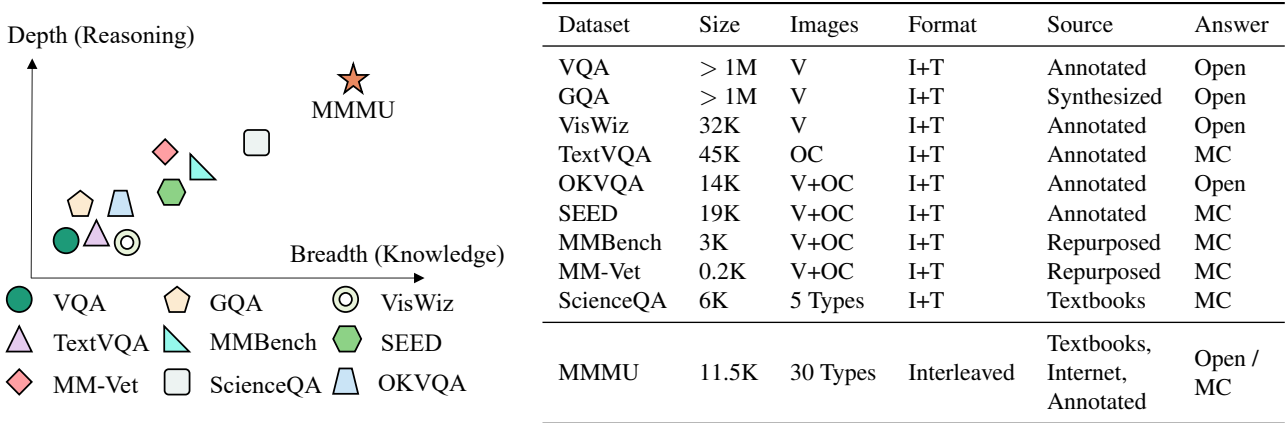 Depth (Reasoning)
MMMU
Breadth (Knowledge)
VQA GQA VisWiz
TextVQA MMBench SEED
MM-Vet ScienceQA OKVQA
Dataset Size Images Format Source Answer
VQA > 1M V I+T Annotated Open
GQA > 1M V I+T Synthesized Open
VisWiz 32K V I+T Annotated Open
TextVQA 45K OC I+T Annotated MC
OKVQA 14K V+OC I+T Annotated Open
SEED 19K V+OC I+T Annotated MC
MMBench 3K V+OC I+T Repurposed MC
MM-Vet 0.2K V+OC I+T Repurposed MC
ScienceQA 6K 5 Types I+T Textbooks MC
MMMU 11.5K 30 Types Interleaved Textbooks,
Internet,
Annotated
Open /
MC